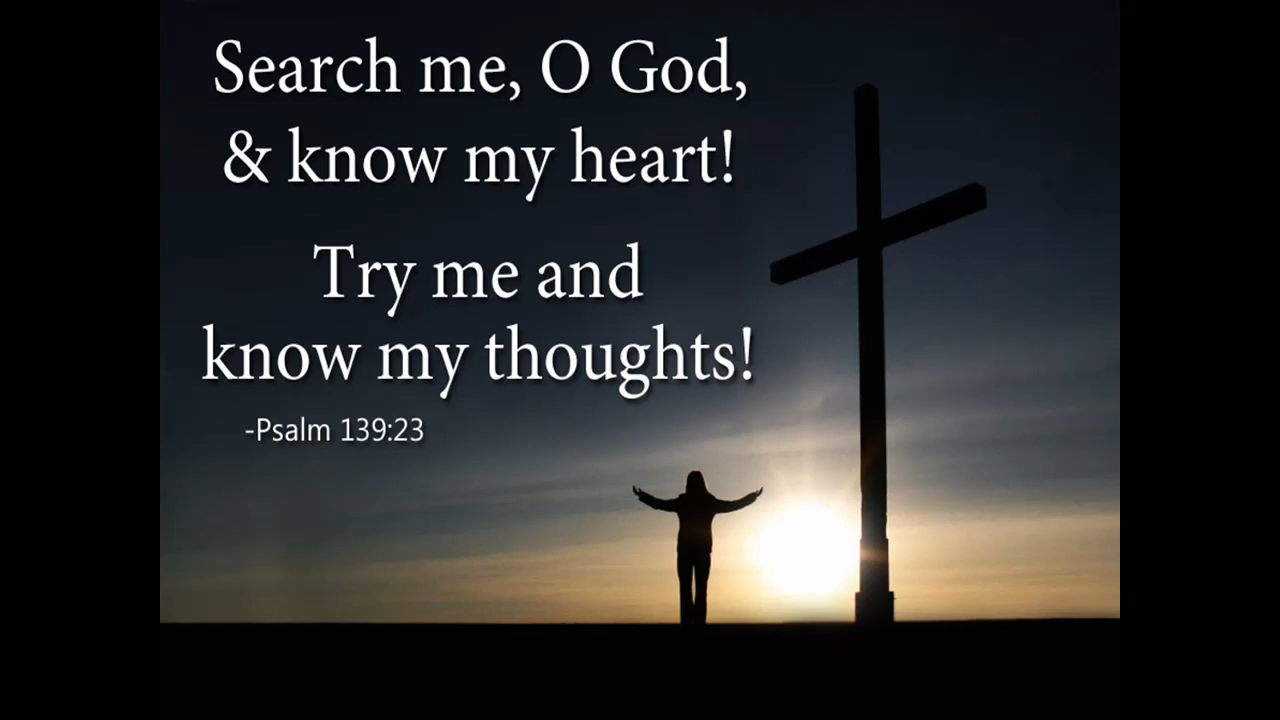 Search me, O God,
& know my heart!
Try me and
know my thoughts!
-Psalm 139:23